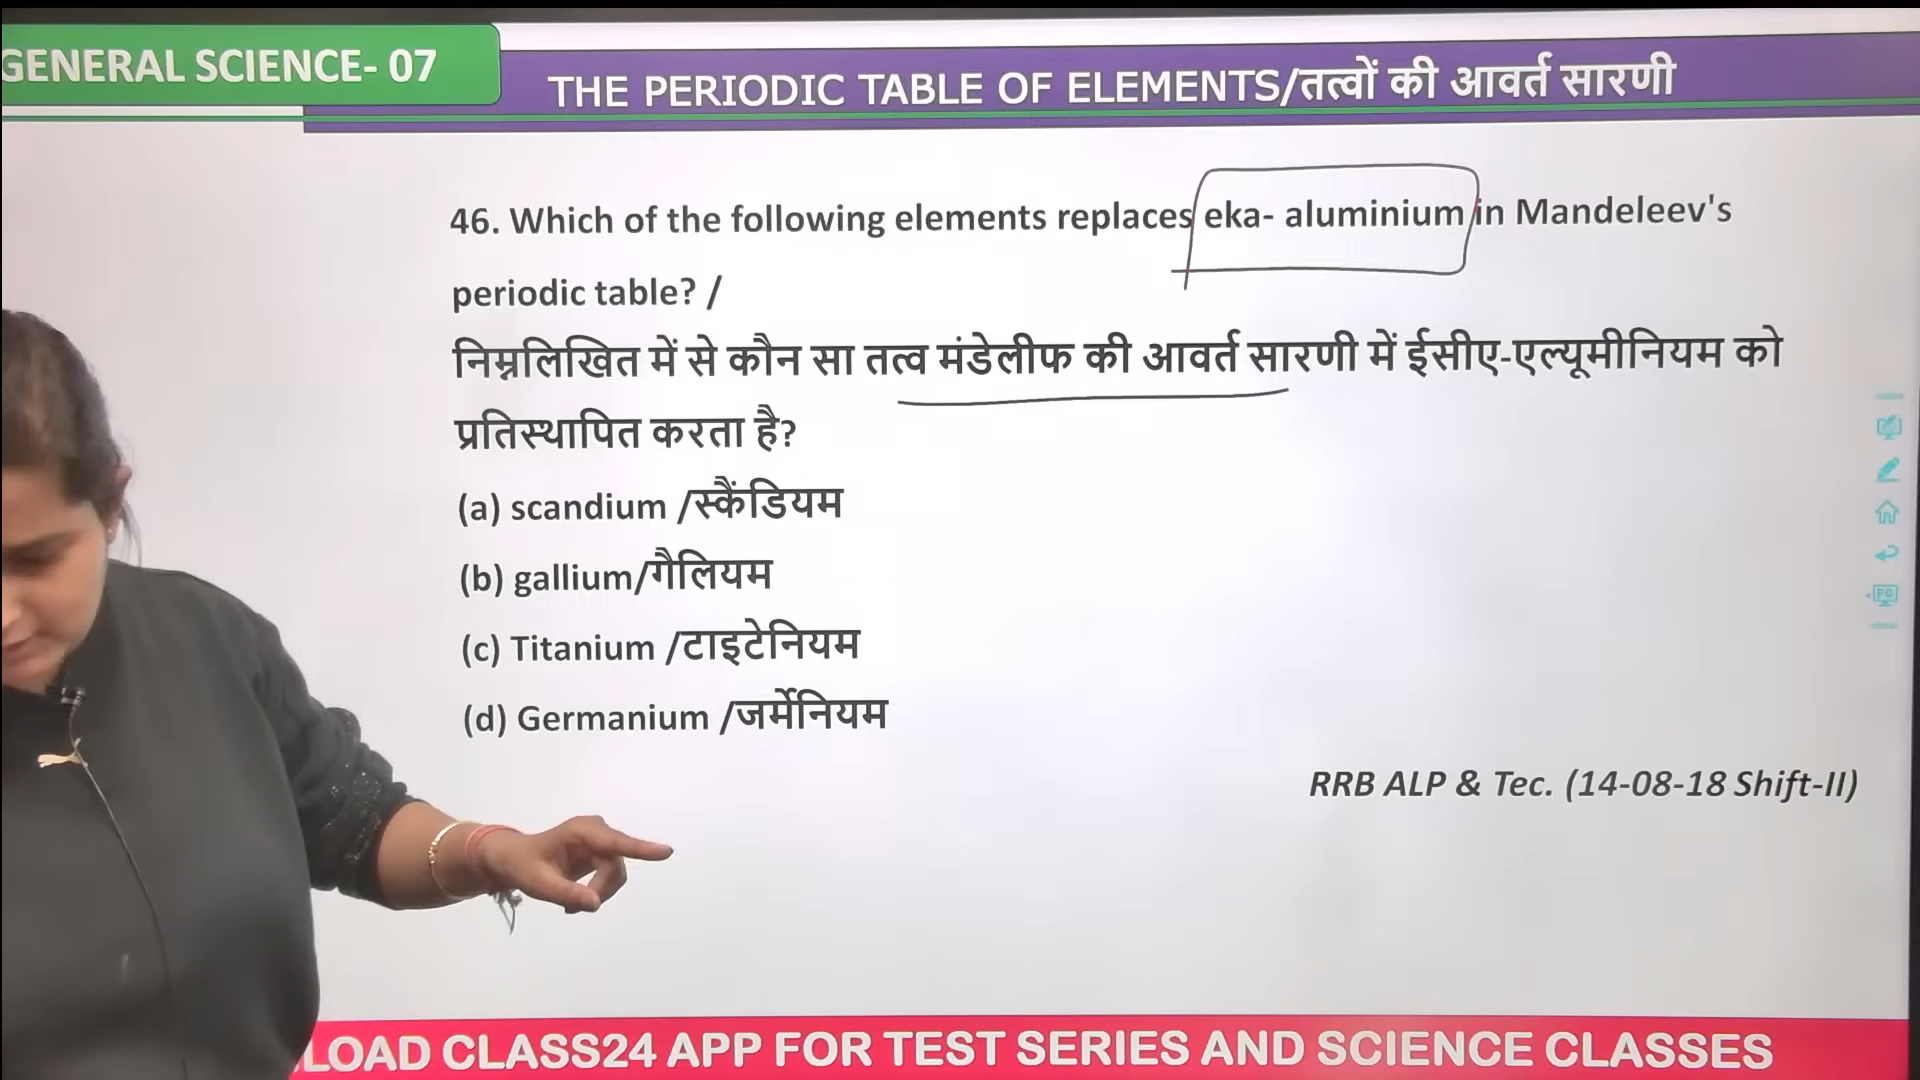 GENERAL SCIENCE- 07
THE PERIODIC TABLE OF ELEMENTS/तत्वों की आवर्त सारणी
46. Which of the following elements replaces eka- aluminium in Mandeleev's
periodic table? /
निम्नलिखित में से कौन सा तत्व मंडेलीफ की आवर्त सारणी में ईसीए-एल्यूमीनियम को
प्रतिस्थापित करता है?
(a) scandium /स्कैंडियम
(b) gallium/गैलियम
(c) Titanium /टाइटेनियम
(d) Germanium /जर्मेनियम
RRB ALP & Tec. (14-08-18 Shift-II)
LOAD CLASS24 APP FOR TEST SERIES AND SCIENCE CLASSES